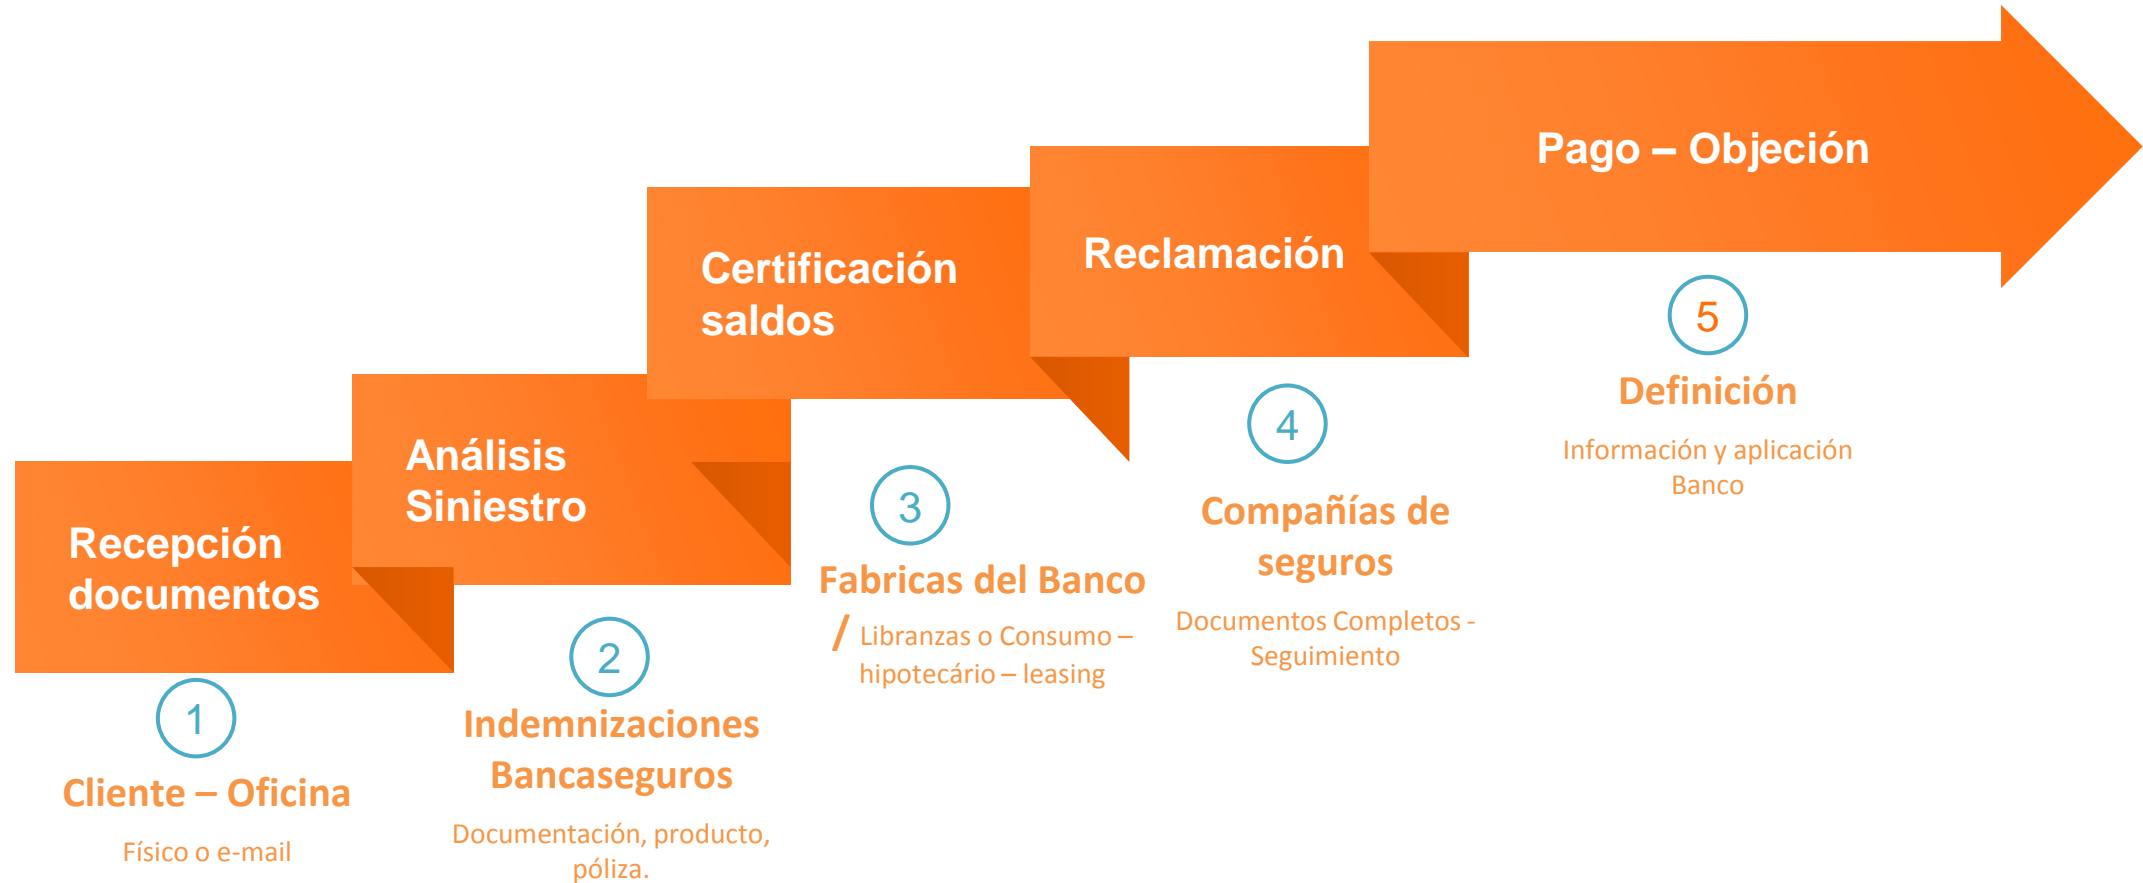 Recepción
documentos
1
Cliente – Oficina
Físico o e-mail
Análisis
Siniestro
2
Indemnizaciones
Bancaseguros
Documentación, producto,
póliza.
Certificación
saldos
3
Fabricas del Banco
/ Libranzas o Consumo –
hipotecário – leasing
Reclamación
4
Compañías de
seguros
Documentos Completos -
Seguimiento
Pago – Objeción
5
Definición
Información y aplicación
Banco